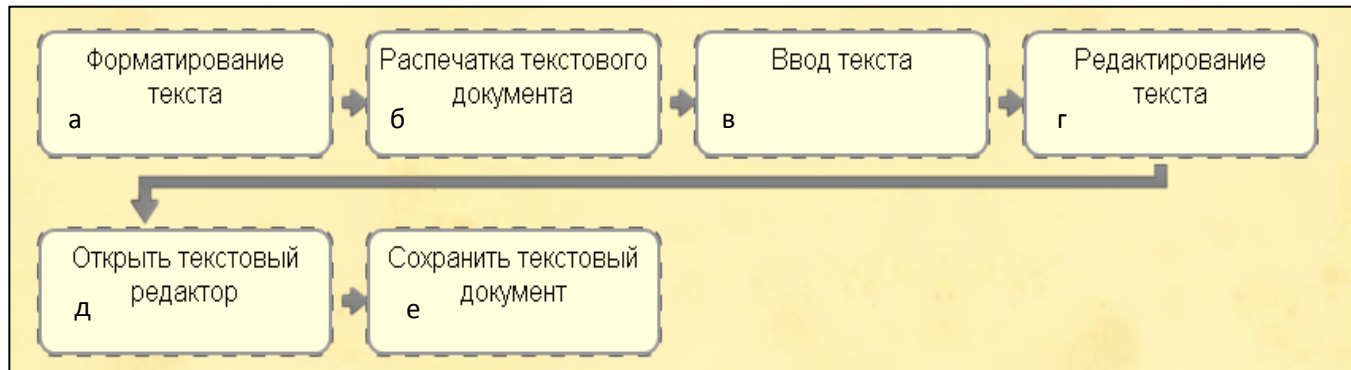 Форматирование
текста
а
Распечатка текстового
документа
б
Ввод текста
в
Редактирование
текста
г
Открыть текстовый
редактор
д
Сохранить текстовый
документ
е